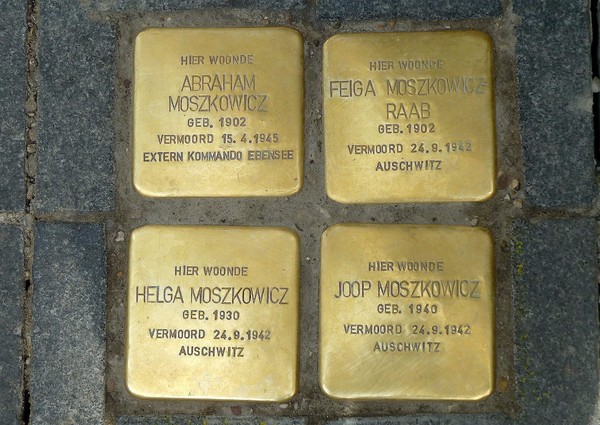 HIER WOONDE
ABRAHAM
MOSZKOWICZ
GEB. 1902
VERMOORD 15.4.1945
EXTERN KOMMANDO EBENSEE
HIER WOONDE
FEIGA MOSZKOWICZ
RAAB
GEB. 1902
VERMOORD 24.9.1942
AUSCHWITZ
HIER WOONDE
HELGA MOSZKOWICZ
GEB. 1930
VERMOORD 24.9.1942
AUSCHWITZ
HIER WOONDE
JOOP MOSZKOWICZ
GEB. 1940
VERMOORD 24.9.1942
AUSCHWITZ